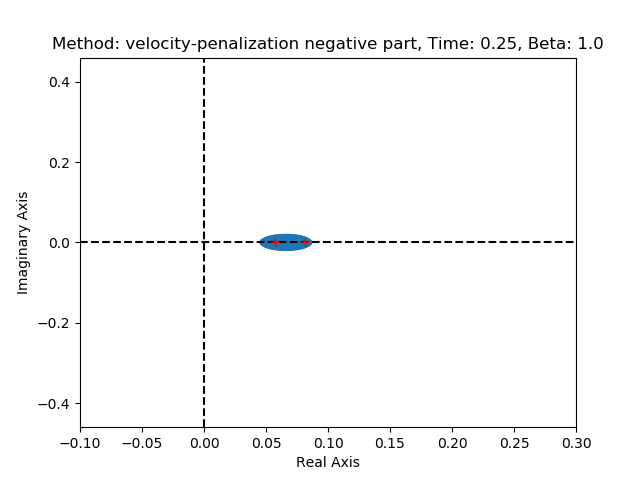 Method: velocity-penalization negative part, Time: 0.25, Beta: 1.0
Imaginary Axis
0.4
0.2
0.0
−0.2
−0.4
−0.10 −0.05 0.00 0.05 0.10 0.15 0.20 0.25 0.30
Real Axis